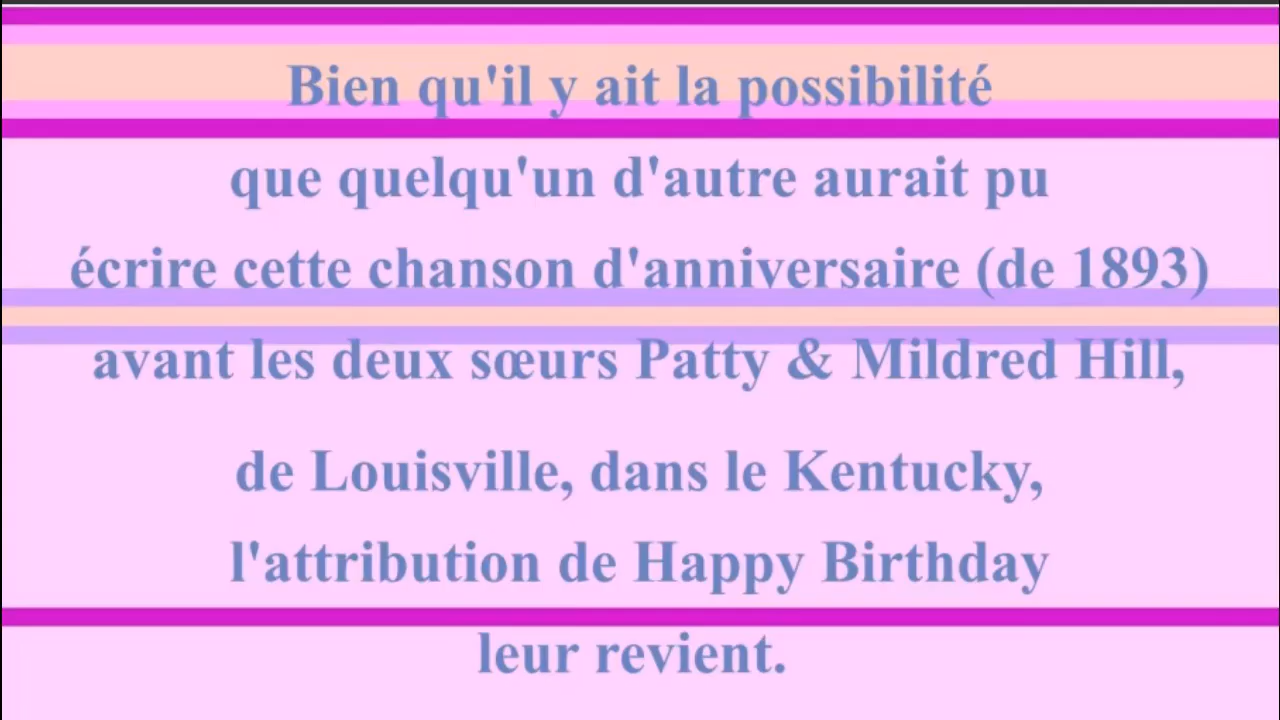 Bien qu'il y ait la possibilité
que quelqu'un d'autre aurait pu
écrire cette chanson d'anniversaire (de 1893)
avant les deux sœurs Patty & Mildred Hill,
de Louisville, dans le Kentucky,
l'attribution de Happy Birthday
leur revient.